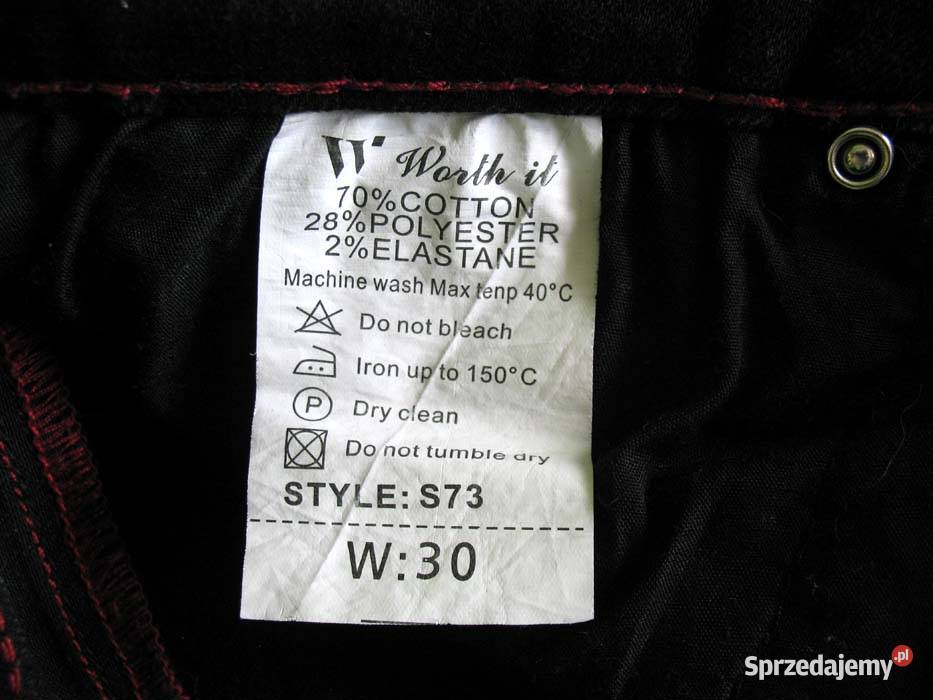 W Worth it
70%COTTON
28%POLYESTER
2%ELASTANE
Machine wash Max tenp 40°C
Do not bleach
Iron up to 150°C
P Dry clean
Do not tumble dry
STYLE: S73
W:30
Sprzedajemy.pl